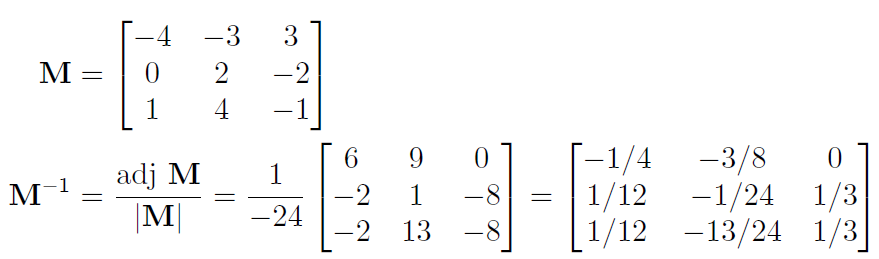 M = [−4 −3 3
0 2 −2
1 4 −1]
M⁻¹ = adj M / |M| = 1 / −24 [6 9 0
−2 1 −8
−2 13 −8] = [−1/4 −3/8 0
1/12 −1/24 1/3
1/12 −13/24 1/3]